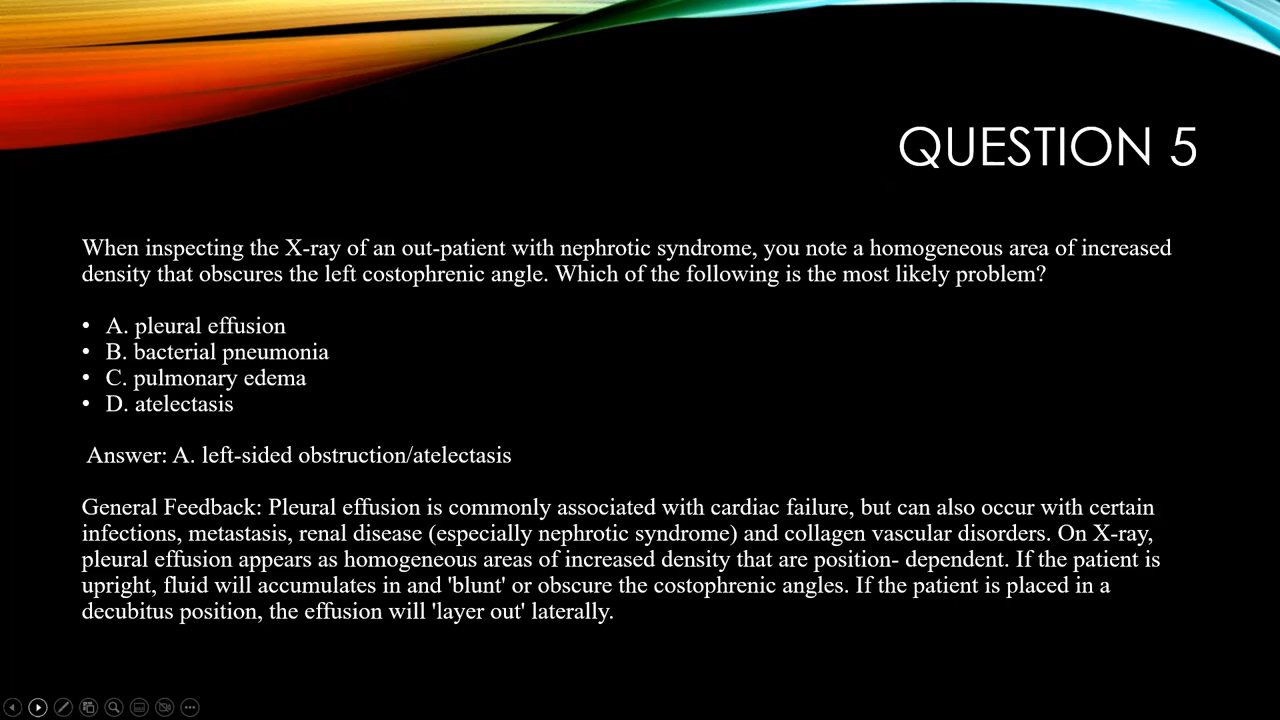 QUESTION 5
When inspecting the X-ray of an out-patient with nephrotic syndrome, you note a homogeneous area of increased
density that obscures the left costophrenic angle. Which of the following is the most likely problem?
• A. pleural effusion
• B. bacterial pneumonia
• C. pulmonary edema
• D. atelectasis
Answer: A. left-sided obstruction/atelectasis
General Feedback: Pleural effusion is commonly associated with cardiac failure, but can also occur with certain
infections, metastasis, renal disease (especially nephrotic syndrome) and collagen vascular disorders. On X-ray,
pleural effusion appears as homogeneous areas of increased density that are position- dependent. If the patient is
upright, fluid will accumulates in and 'blunt' or obscure the costophrenic angles. If the patient is placed in a
decubitus position, the effusion will 'layer out' laterally.